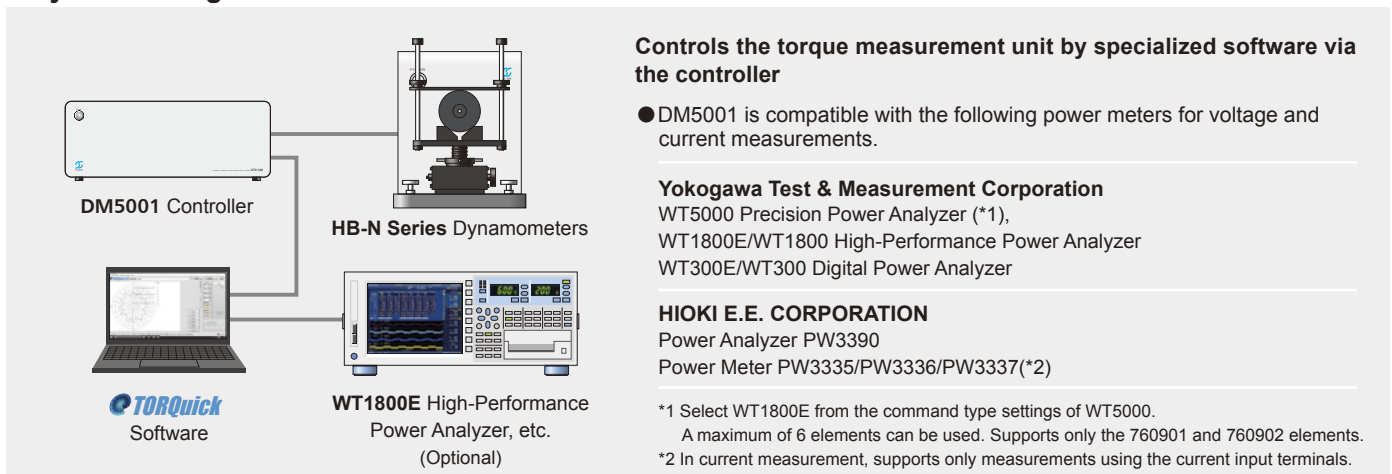 Controls the torque measurement unit by specialized software via
the controller
●DM5001 is compatible with the following power meters for voltage and
current measurements.
Yokogawa Test & Measurement Corporation
WT5000 Precision Power Analyzer (*1),
WT1800E/WT1800 High-Performance Power Analyzer
WT300E/WT300 Digital Power Analyzer
HIOKI E.E. CORPORATION
Power Analyzer PW3390
Power Meter PW3335/PW3336/PW3337(*2)
*1 Select WT1800E from the command type settings of WT5000.
A maximum of 6 elements can be used. Supports only the 760901 and 760902 elements.
*2 In current measurement, supports only measurements using the current input terminals.
DM5001 Controller
HB-N Series Dynamometers
TORQuick
Software
WT1800E High-Performance
Power Analyzer, etc.
(Optional)
600
200